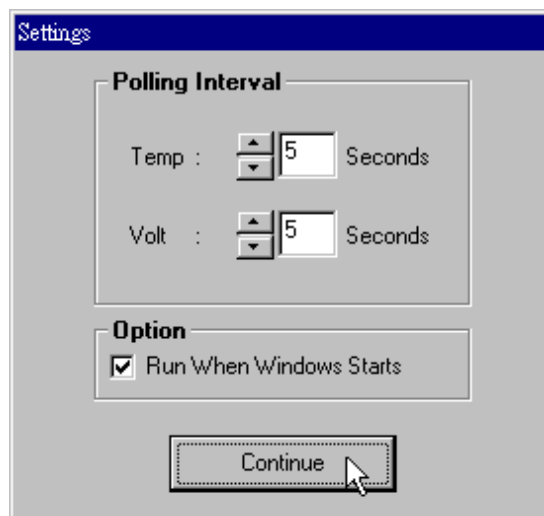 Settings
Polling Interval
Temp : 5 Seconds
Volt : 5 Seconds
Option
Run When Windows Starts
Continue